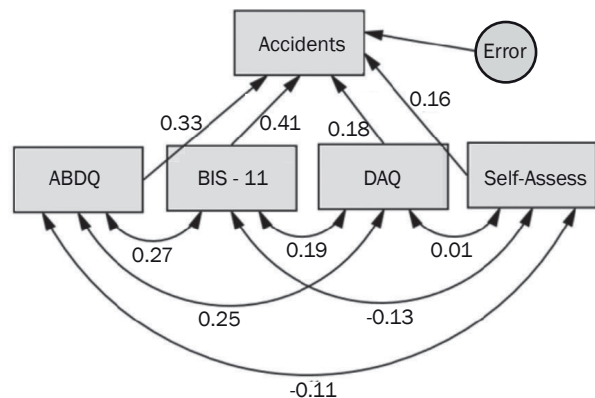 Accidents
Error
0.33
0.41
0.18
0.16
ABDQ
BIS - 11
DAQ
Self-Assess
0.27
0.19
0.01
0.25
-0.13
-0.11